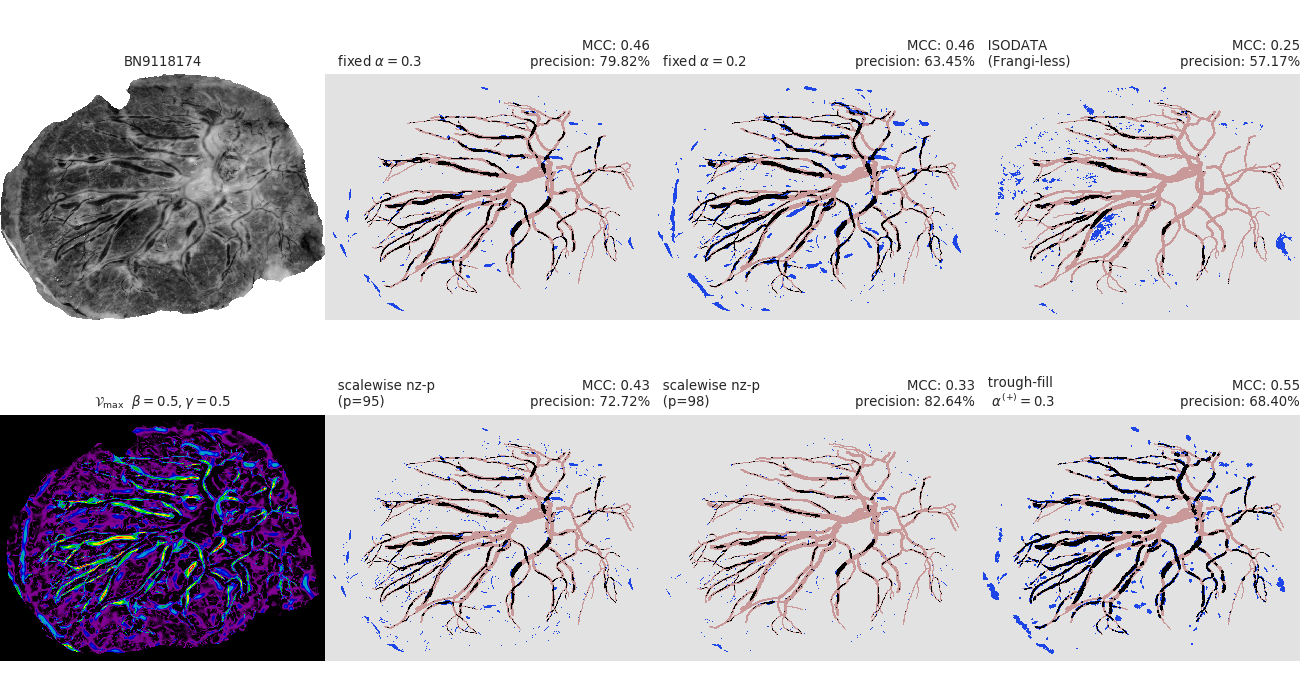 BN9118174
fixed α = 0.3
MCC: 0.46
precision: 79.82%
fixed α = 0.2
MCC: 0.46
precision: 63.45%
ISODATA
(Frangi-less)
MCC: 0.25
precision: 57.17%
𝒱max β = 0.5, γ = 0.5
scalewise nz-p
(p=95)
MCC: 0.43
precision: 72.72%
scalewise nz-p
(p=98)
MCC: 0.33
precision: 82.64%
trough-fill
α(+) = 0.3
MCC: 0.55
precision: 68.40%